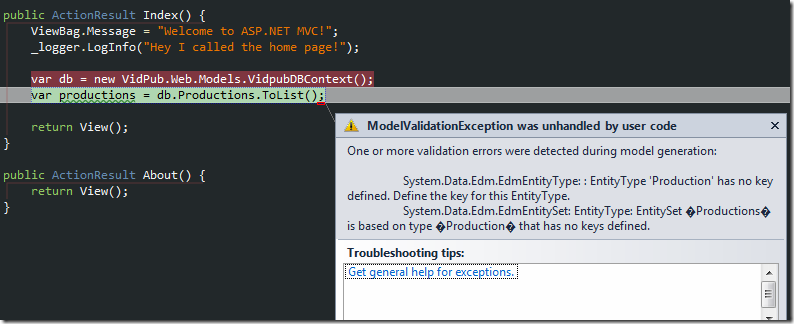 public ActionResult Index() {
ViewBag.Message = "Welcome to ASP.NET MVC!";
_logger.LogInfo("Hey I called the home page!");
var db = new VidPub.Web.Models.VidpubDBContext();
var productions = db.Productions.ToList();
return View();
}
public ActionResult About() {
return View();
}
ModelValidationException was unhandled by user code
One or more validation errors were detected during model generation:
System.Data.Edm.EdmEntityType: : EntityType 'Production' has no key
defined. Define the key for this EntityType.
System.Data.Edm.EdmEntitySet: EntityType: EntitySet �Productions�
is based on type �Production� that has no keys defined.
Troubleshooting tips:
Get general help for exceptions.